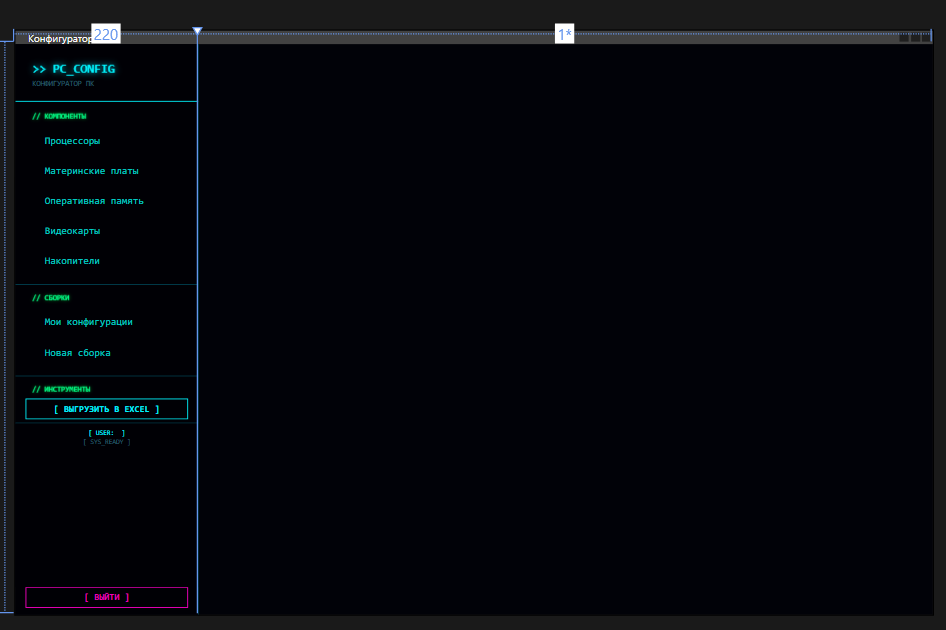 Конфигуратор
220
1*
>> PC_CONFIG
КОНФИГУРАТОР ПК
// КОМПОНЕНТЫ
Процессоры
Материнские платы
Оперативная память
Видеокарты
Накопители
// СБОРКИ
Мои конфигурации
Новая сборка
// ИНСТРУМЕНТЫ
[ ВЫГРУЗИТЬ В EXCEL ]
[ USER: ]
[ SYS_READY ]
[ ВЫЙТИ ]